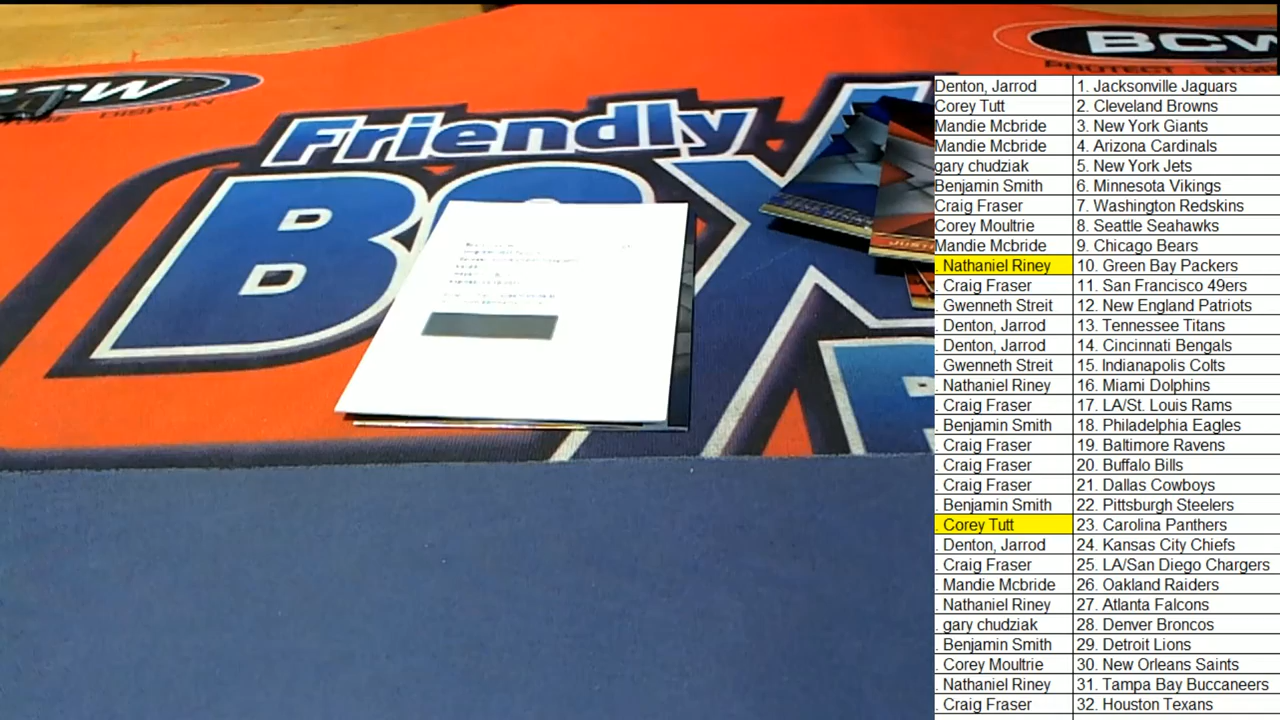 BCW
DISPLAY
BCW
PROTECT
Friendly
BOX
Denton, Jarrod 1. Jacksonville Jaguars
Corey Tutt 2. Cleveland Browns
Mandie Mcbride 3. New York Giants
Mandie Mcbride 4. Arizona Cardinals
gary chudziak 5. New York Jets
Benjamin Smith 6. Minnesota Vikings
Craig Fraser 7. Washington Redskins
Corey Moultrie 8. Seattle Seahawks
Mandie Mcbride 9. Chicago Bears
. Nathaniel Riney 10. Green Bay Packers
. Craig Fraser 11. San Francisco 49ers
. Gwenneth Streit 12. New England Patriots
. Denton, Jarrod 13. Tennessee Titans
. Denton, Jarrod 14. Cincinnati Bengals
. Gwenneth Streit 15. Indianapolis Colts
. Nathaniel Riney 16. Miami Dolphins
. Craig Fraser 17. LA/St. Louis Rams
. Benjamin Smith 18. Philadelphia Eagles
. Craig Fraser 19. Baltimore Ravens
. Craig Fraser 20. Buffalo Bills
. Craig Fraser 21. Dallas Cowboys
. Benjamin Smith 22. Pittsburgh Steelers
. Corey Tutt 23. Carolina Panthers
. Denton, Jarrod 24. Kansas City Chiefs
. Craig Fraser 25. LA/San Diego Chargers
. Mandie Mcbride 26. Oakland Raiders
. Nathaniel Riney 27. Atlanta Falcons
. gary chudziak 28. Denver Broncos
. Benjamin Smith 29. Detroit Lions
. Corey Moultrie 30. New Orleans Saints
. Nathaniel Riney 31. Tampa Bay Buccaneers
. Craig Fraser 32. Houston Texans